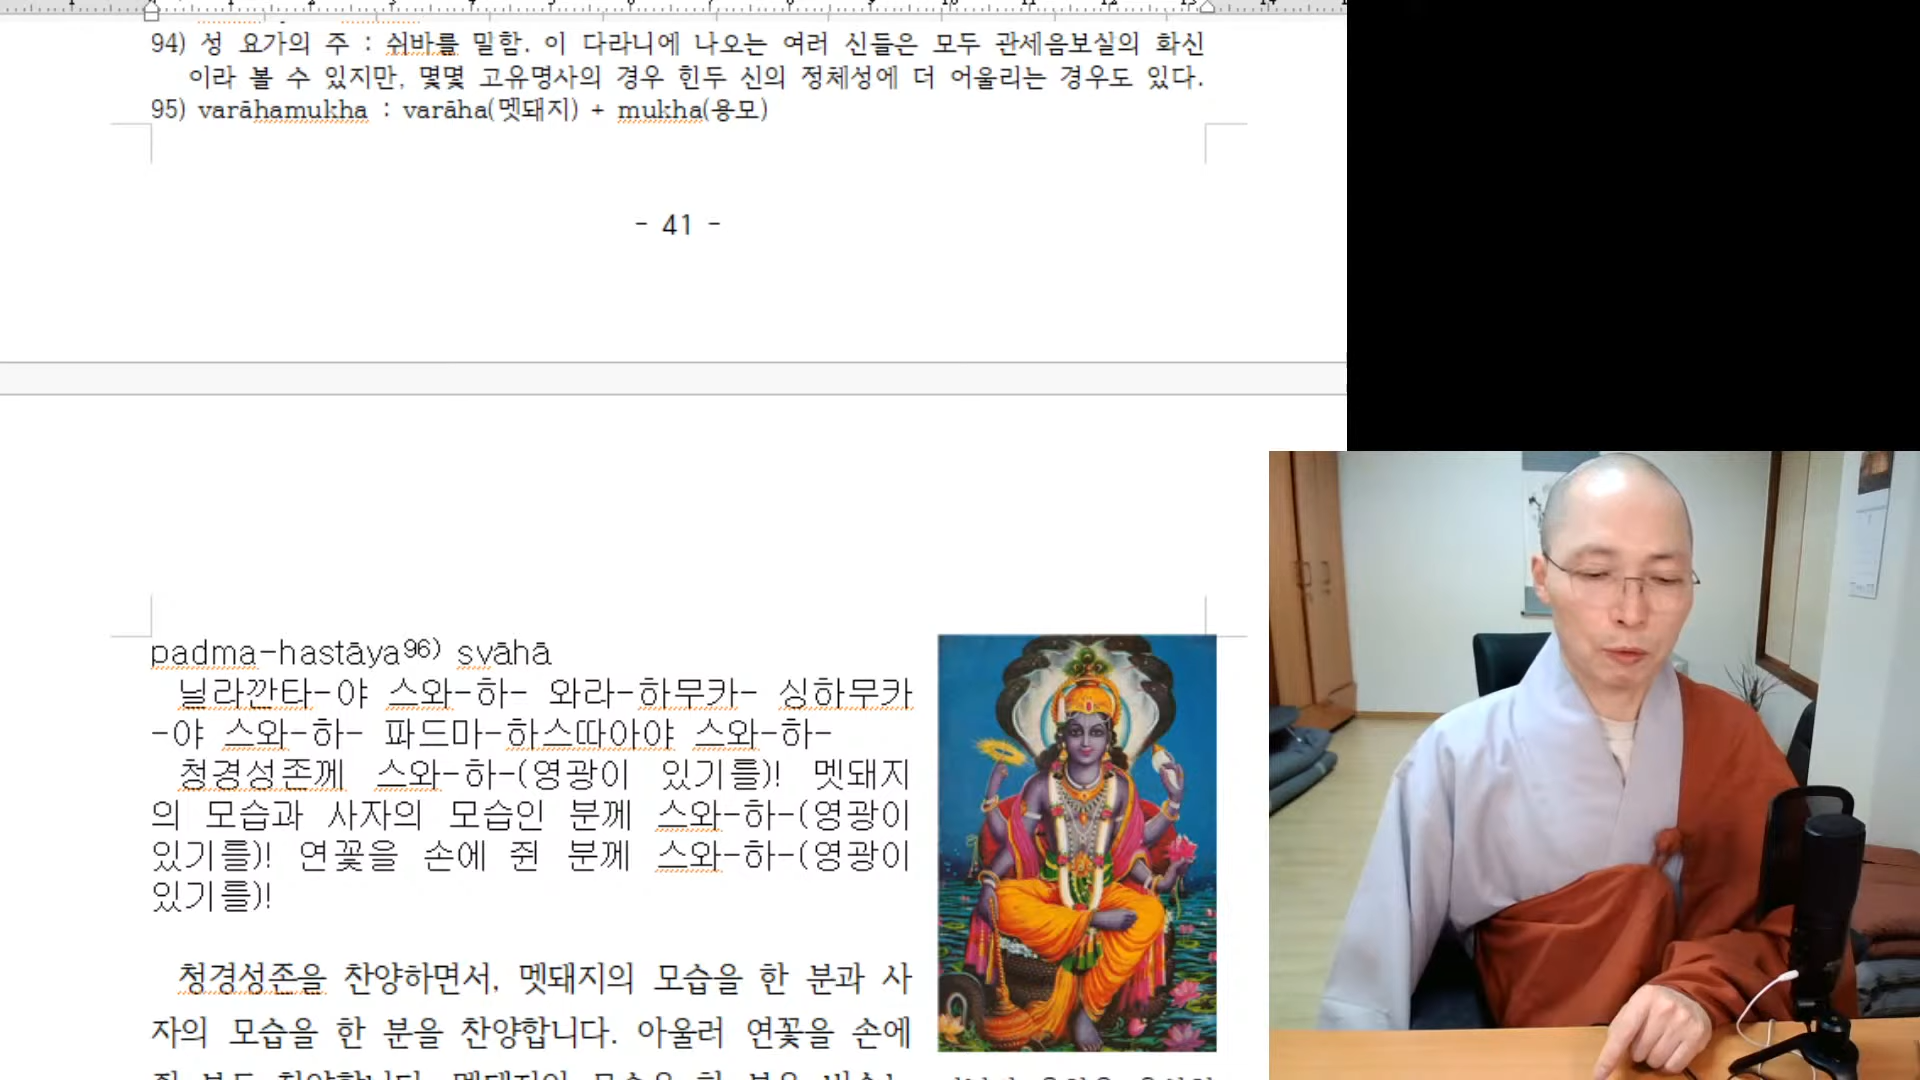 94) 성 요가의 주 : 쉬바를 말함. 이 다라니에 나오는 여러 신들은 모두 관세음보살의 화신
이라 볼 수 있지만, 몇몇 고유명사의 경우 힌두 신의 정체성에 더 어울리는 경우도 있다.
95) varāhamukha : varāha(멧돼지) + mukha(용모)
- 41 -
padma-hastāya96) svāhā
닐라깐타-야 스와-하- 와라-하무카- 싱하무카
-야 스와-하- 파드마-하스따아야 스와-하-
청경성존께 스와-하-(영광이 있기를)! 멧돼지
의 모습과 사자의 모습인 분께 스와-하-(영광이
있기를)! 연꽃을 손에 쥔 분께 스와-하-(영광이
있기를)!
청경성존을 찬양하면서, 멧돼지의 모습을 한 분과 사
자의 모습을 한 분을 찬양합니다. 아울러 연꽃을 손에